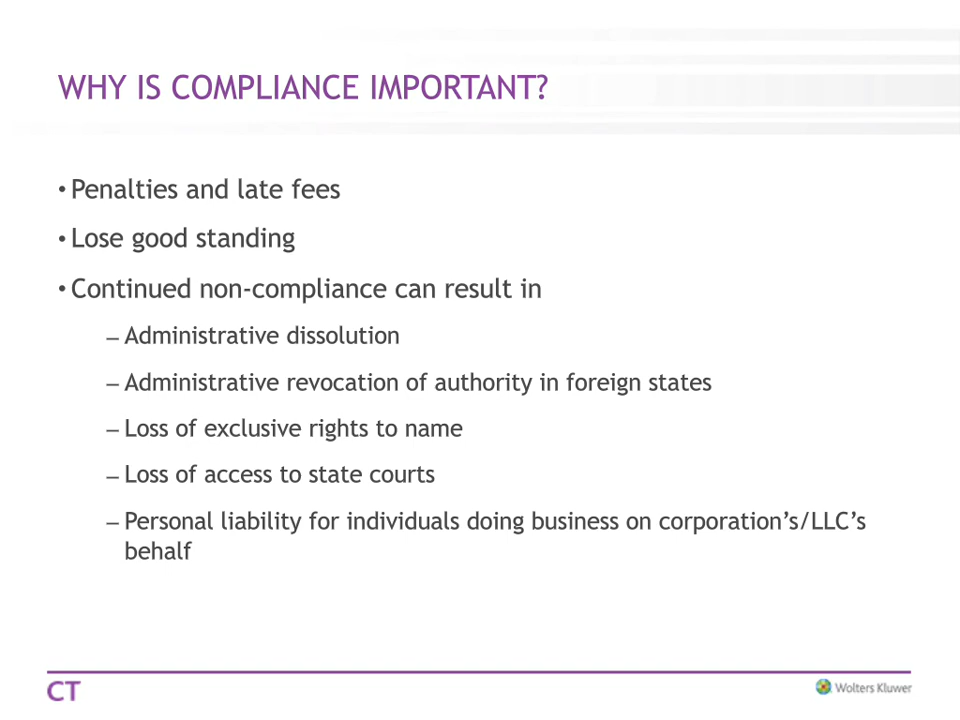 WHY IS COMPLIANCE IMPORTANT?
• Penalties and late fees
• Lose good standing
• Continued non-compliance can result in
– Administrative dissolution
– Administrative revocation of authority in foreign states
– Loss of exclusive rights to name
– Loss of access to state courts
– Personal liability for individuals doing business on corporation’s/LLC’s
behalf
CT
Wolters Kluwer